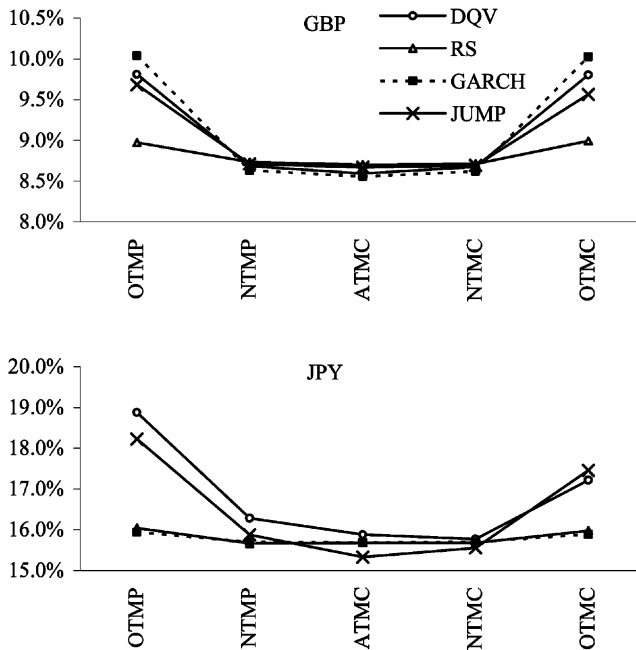 GBP
DQV
RS
GARCH
JUMP
10.5%
10.0%
9.5%
9.0%
8.5%
8.0%
OTMP
NTMP
ATMC
NTMC
OTMC
JPY
20.0%
19.0%
18.0%
17.0%
16.0%
15.0%
OTMP
NTMP
ATMC
NTMC
OTMC